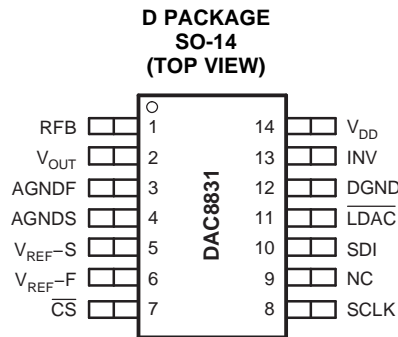 D PACKAGE
SO-14
(TOP VIEW)
RFB 1 14 VDD
VOUT 2 13 INV
AGNDF 3 12 DGND
AGNDS 4 11 LDAC
VREF–S 5 10 SDI
VREF–F 6 9 NC
CS 7 8 SCLK
DAC8831